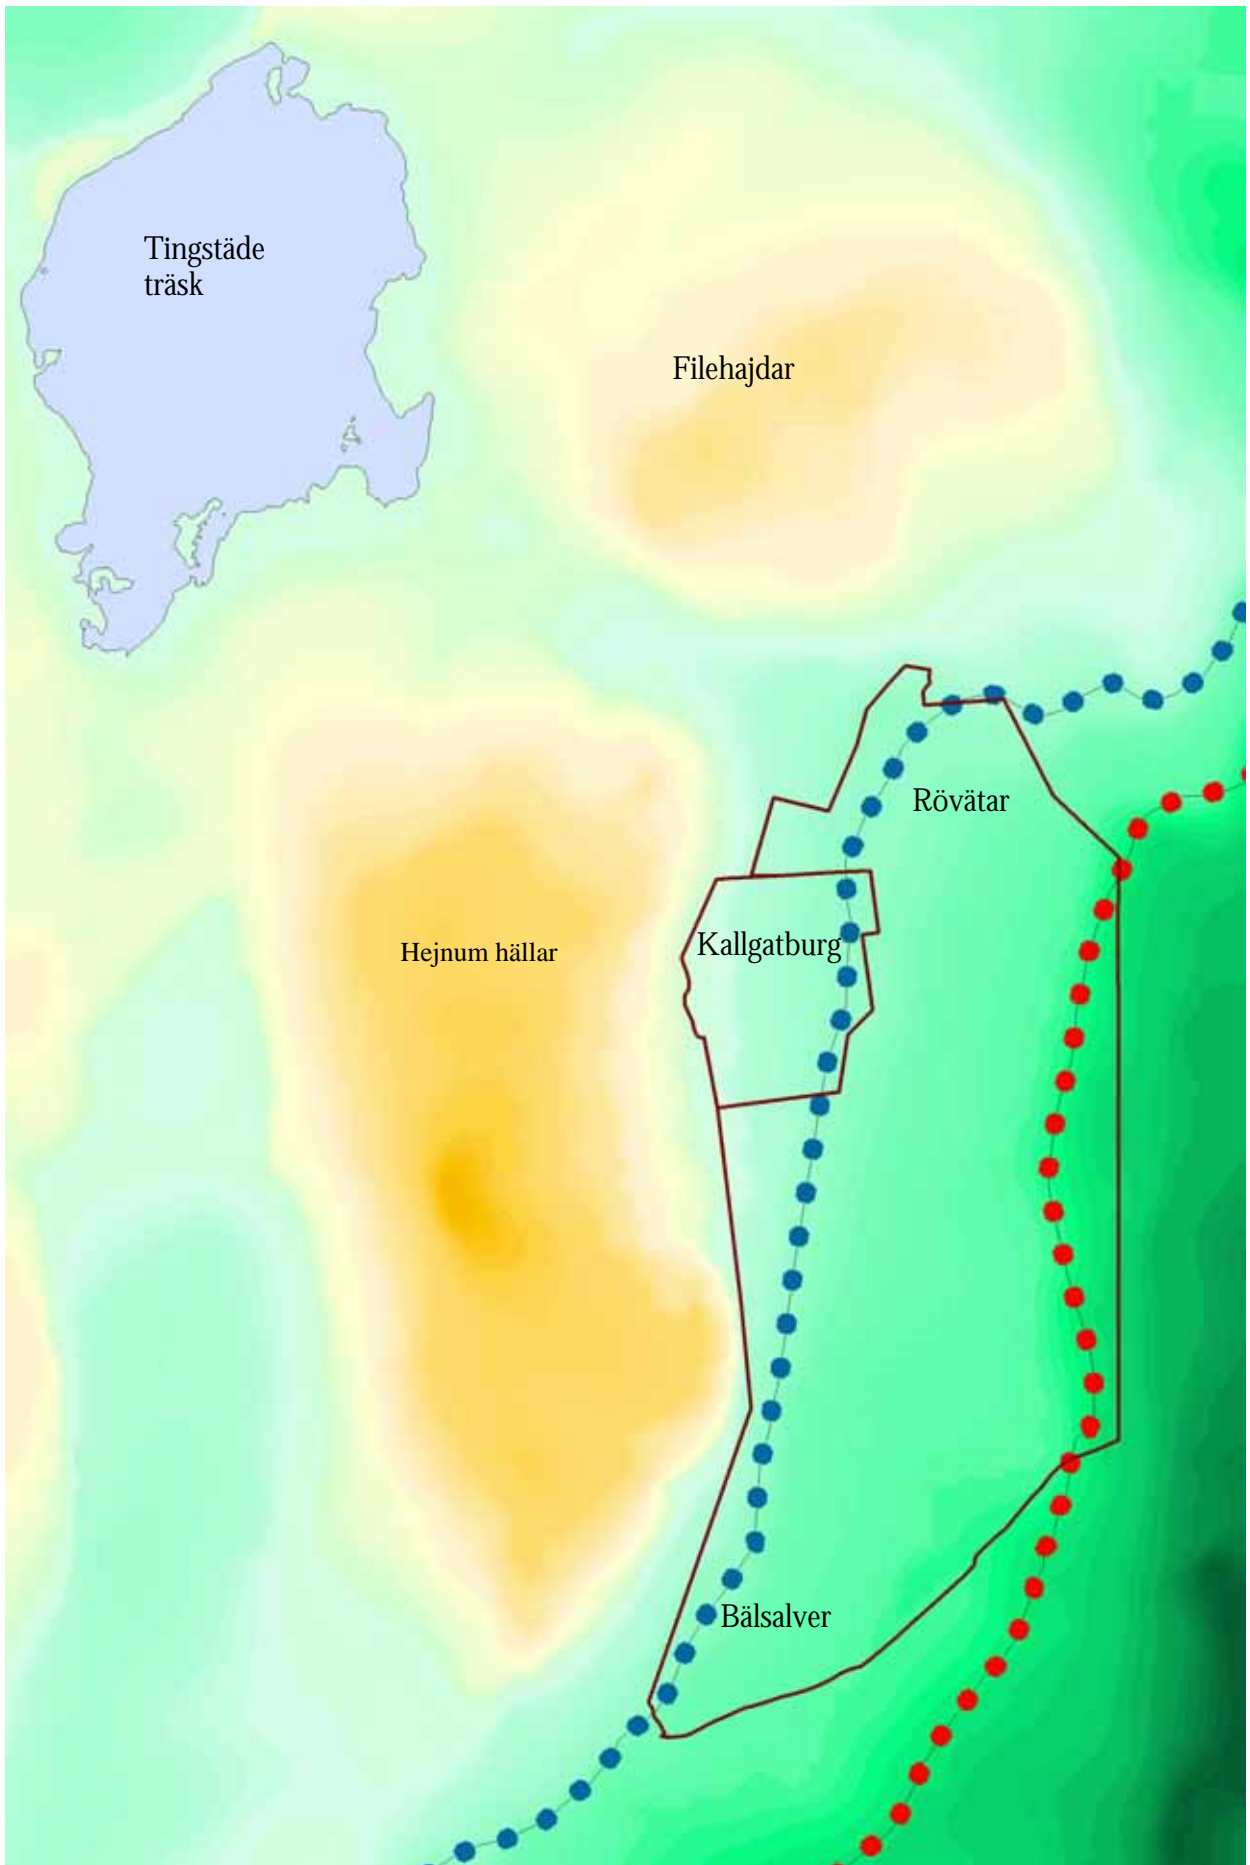 Tingstäde
träsk
Filehajdar
Rövätar
Kallgatburg
Hejnum hällar
Bälsalver